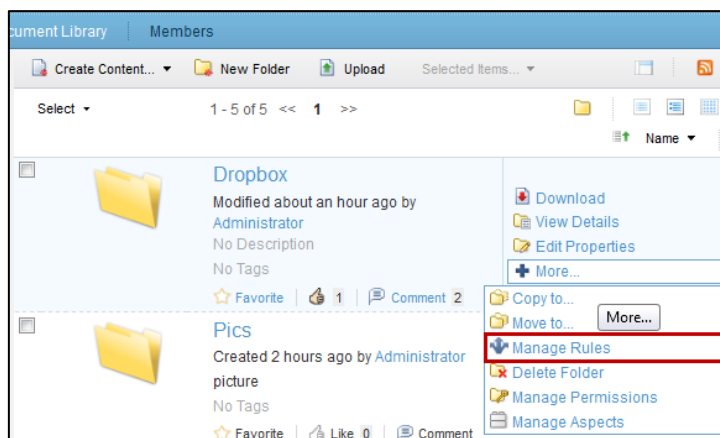 cument Library Members
Create Content... New Folder Upload Selected Items...
Select 1 - 5 of 5 << 1 >>
Name
Dropbox
Modified about an hour ago by
Administrator
No Description
No Tags
Favorite 1 Comment 2
Download
View Details
Edit Properties
More...
Copy to...
Move to...
More...
Manage Rules
Delete Folder
Manage Permissions
Manage Aspects
Pics
Created 2 hours ago by Administrator
picture
No Tags
Favorite Like 0 Comment